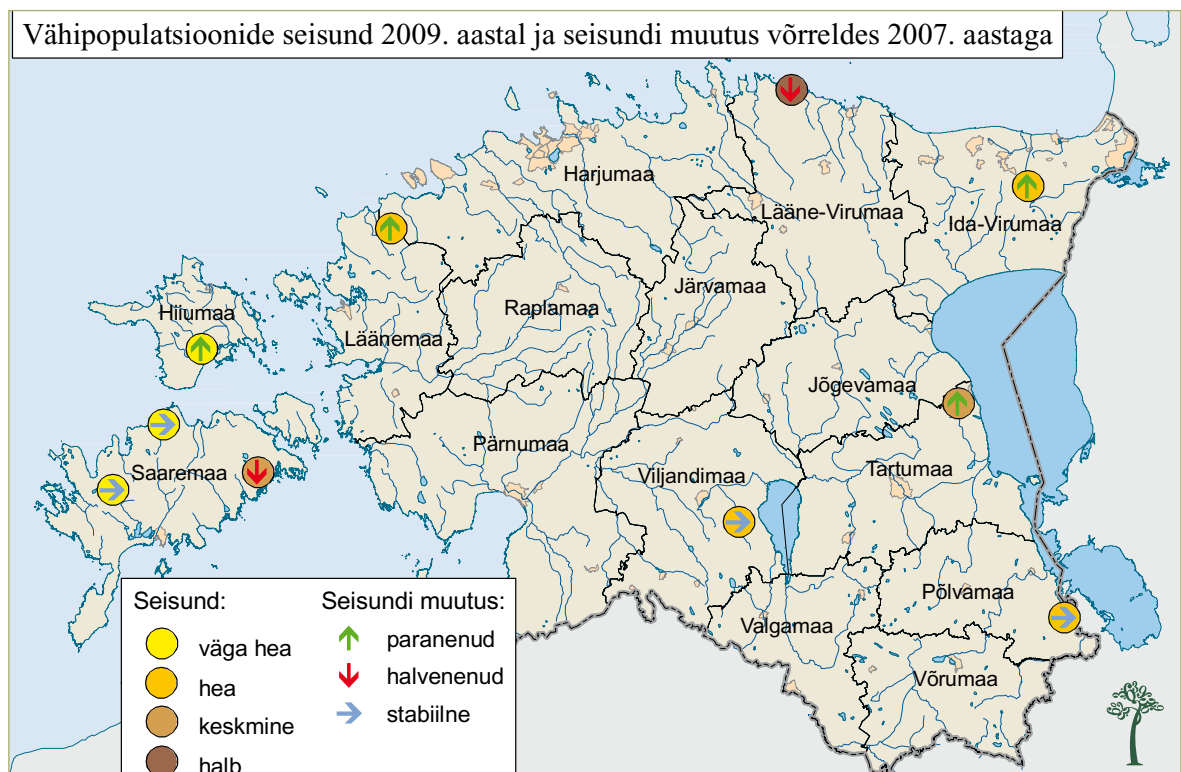 Vähipopulatsioonide seisund 2009. aastal ja seisundi muutus võrreldes 2007. aastaga
Harjumaa
Lääne-Virumaa
Ida-Virumaa
Hiiumaa
Läänemaa
Raplamaa
Järvamaa
Jõgevamaa
Saaremaa
Pärnumaa
Viljandimaa
Tartumaa
Valgamaa
Põlvamaa
Võrumaa
Seisund:
väga hea
hea
keskmine
halb
Seisundi muutus:
paranenud
halvenenud
stabiilne